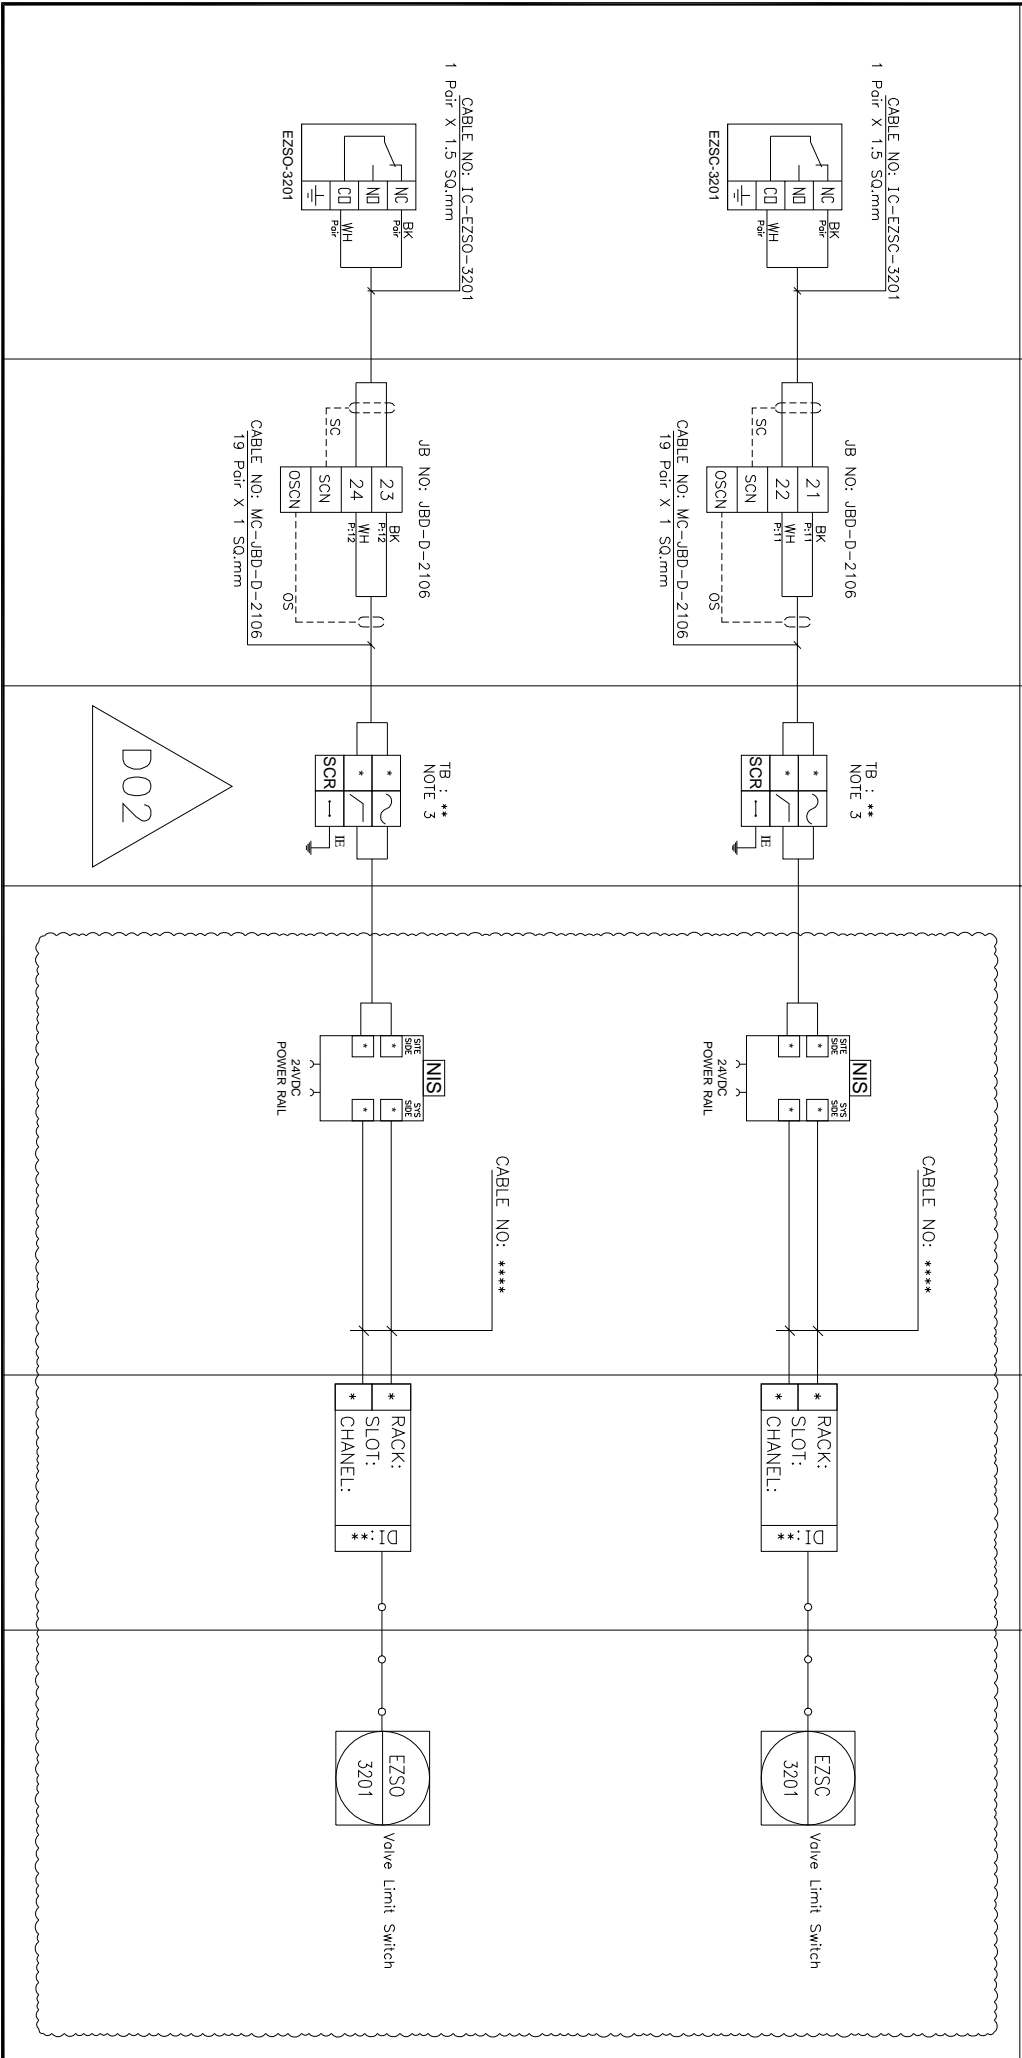 CABLE NO: IC-EZSC-3201
1 Pair X 1.5 SQ.mm
NC
NO
CO
BK
Pair
WH
Pair
EZSC-3201
JB NO: JBD-D-2106
21
22
SCN
OSCN
SC
BK
P:11
WH
P:11
OS
CABLE NO: MC-JBD-D-2106
19 Pair X 1 SQ.mm
TB : **
NOTE 3
*
*
SCR
IE
NIS
SITE
SIDE
SYS
SIDE
*
*
*
*
24VDC
POWER RAIL
CABLE NO: ****
*
*
RACK:
SLOT:
CHANEL:
DI:**
EZSC
3201
Valve Limit Switch
CABLE NO: IC-EZSO-3201
1 Pair X 1.5 SQ.mm
NC
NO
CO
BK
Pair
WH
Pair
EZSO-3201
JB NO: JBD-D-2106
23
24
SCN
OSCN
SC
BK
P:12
WH
P:12
OS
CABLE NO: MC-JBD-D-2106
19 Pair X 1 SQ.mm
TB : **
NOTE 3
*
*
SCR
IE
NIS
SITE
SIDE
SYS
SIDE
*
*
*
*
24VDC
POWER RAIL
CABLE NO: ****
*
*
RACK:
SLOT:
CHANEL:
DI:**
EZSO
3201
Valve Limit Switch
D02